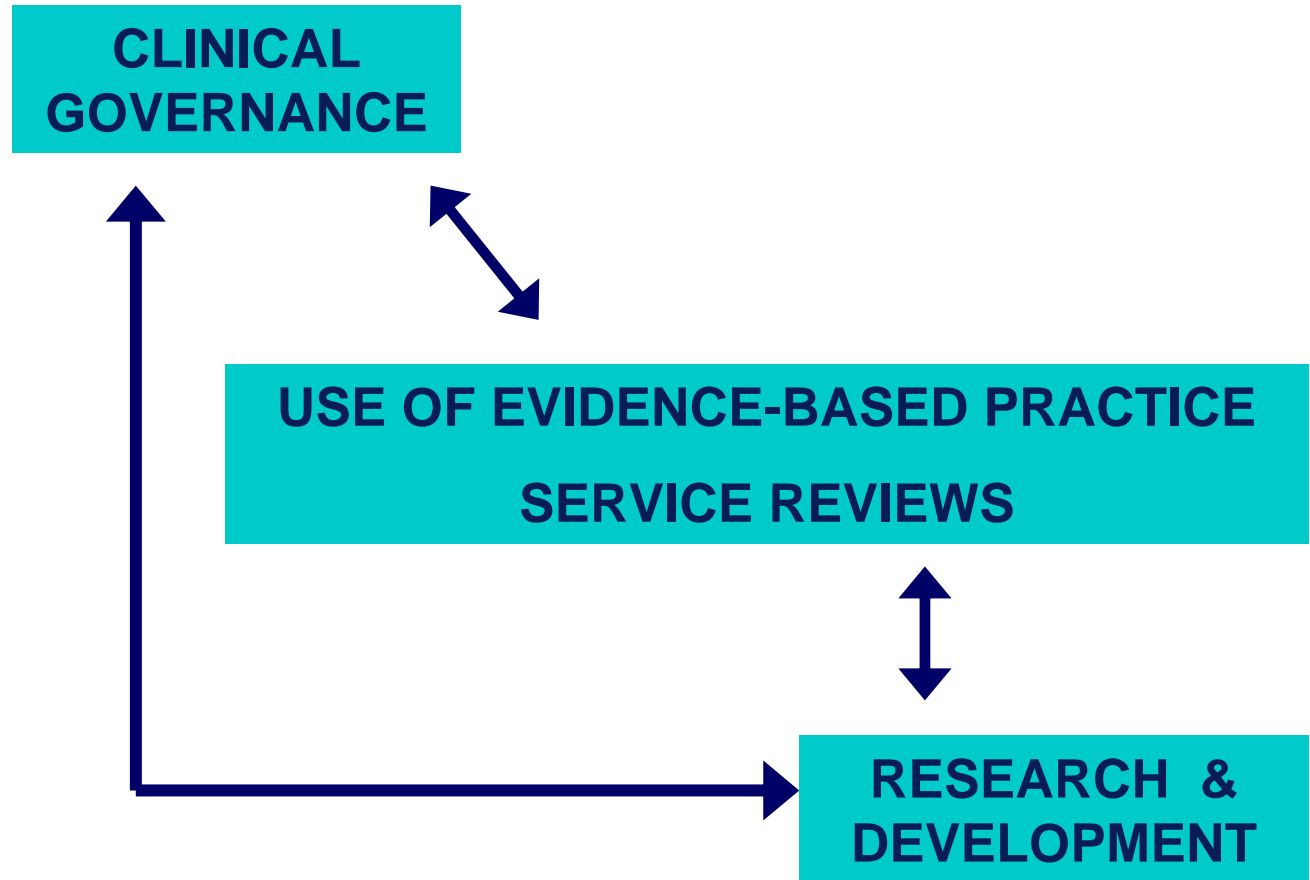 CLINICAL
GOVERNANCE
USE OF EVIDENCE-BASED PRACTICE
SERVICE REVIEWS
RESEARCH &
DEVELOPMENT